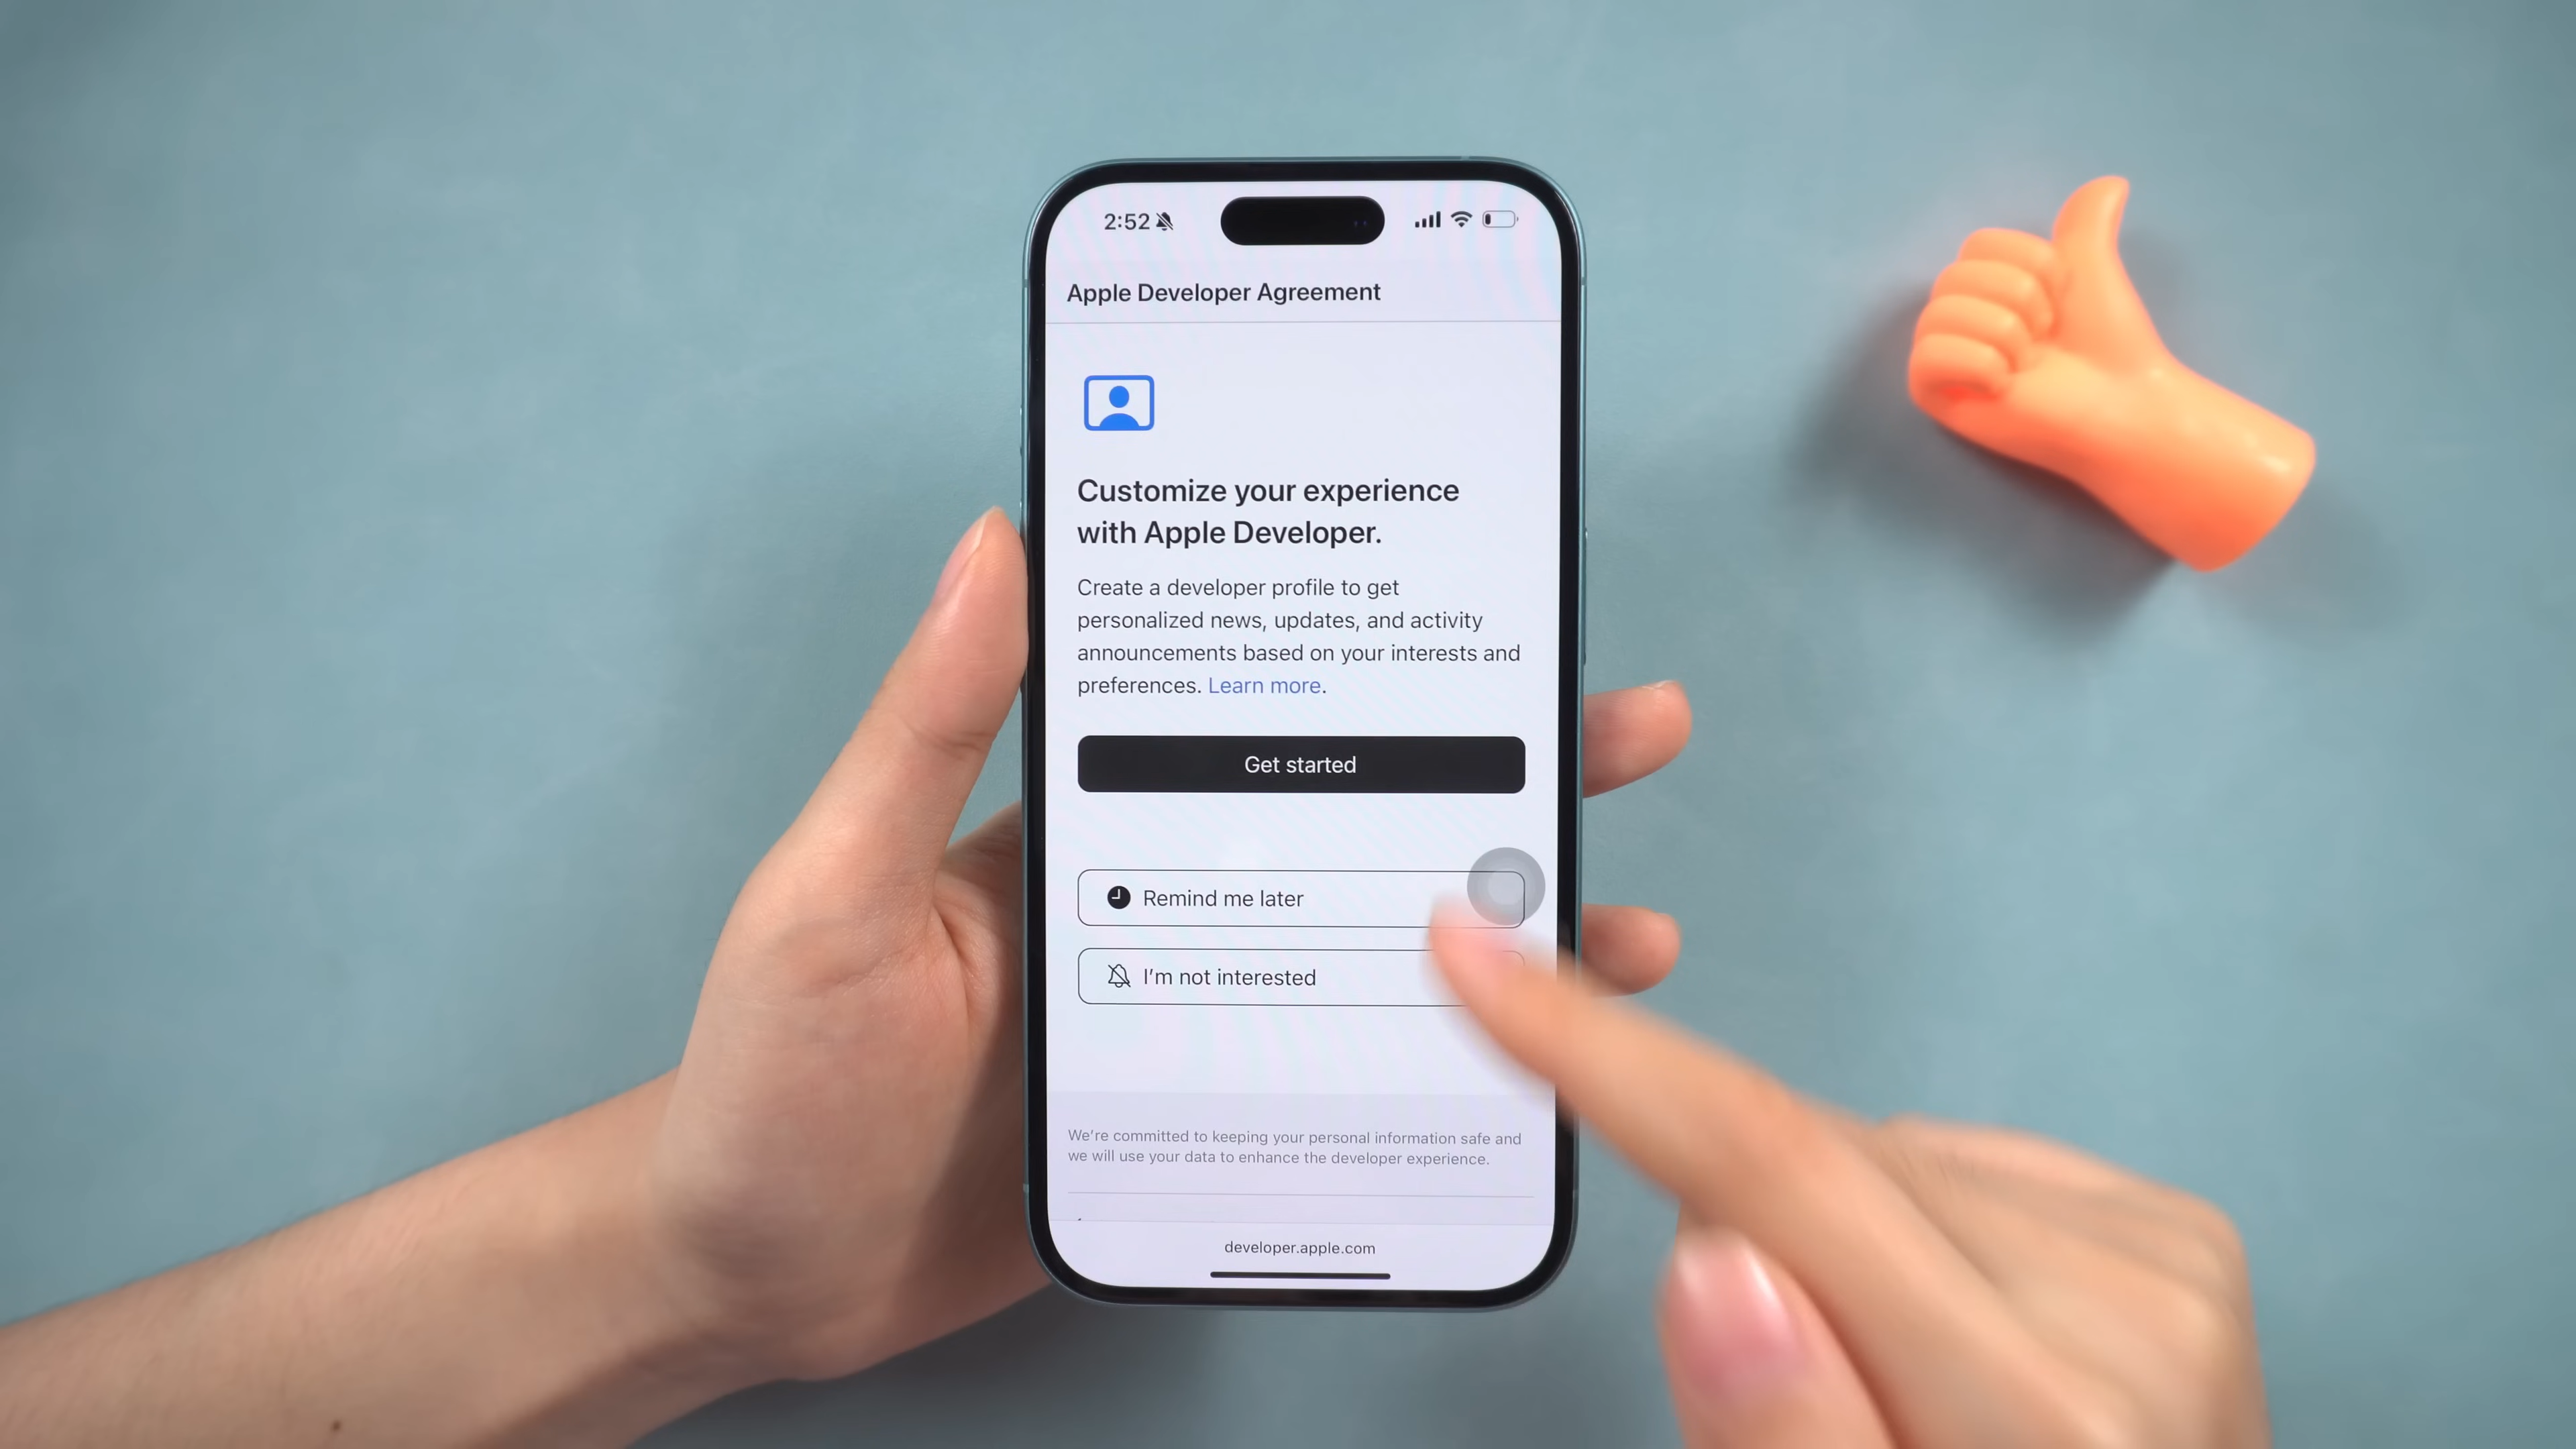 2:52
Apple Developer Agreement
Customize your experience
with Apple Developer.
Create a developer profile to get
personalized news, updates, and activity
announcements based on your interests and
preferences. Learn more.
Get started
Remind me later
I'm not interested
We're committed to keeping your personal information safe and
we will use your data to enhance the developer experience.
developer.apple.com